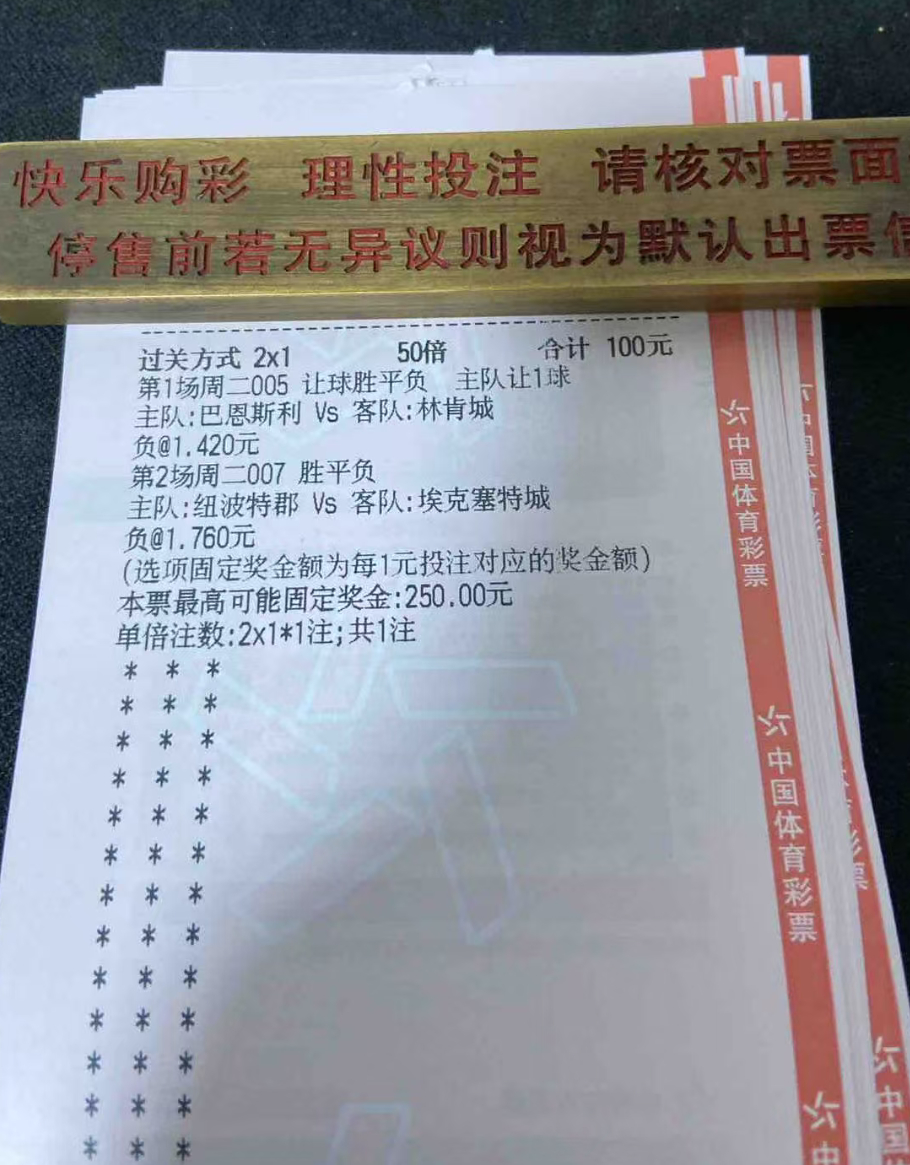 快乐购彩 理性投注 请核对票面
停售前若无异议则视为默认出票
过关方式 2x1 50倍 合计 100元
第1场周二005 让球胜平负 主队让1球
主队:巴恩斯利 Vs 客队:林肯城
负@1.420元
第2场周二007 胜平负
主队:纽波特郡 Vs 客队:埃克塞特城
负@1.760元
(选项固定奖金额为每1元投注对应的奖金额)
本票最高可能固定奖金:250.00元
单倍注数:2x1*1注;共1注
* * *
* * *
* * *
* * *
* * *
* * *
* * *
* * *
* * *
* * *
* * *
* * *
* * *
中国体育彩票
中国体育彩票